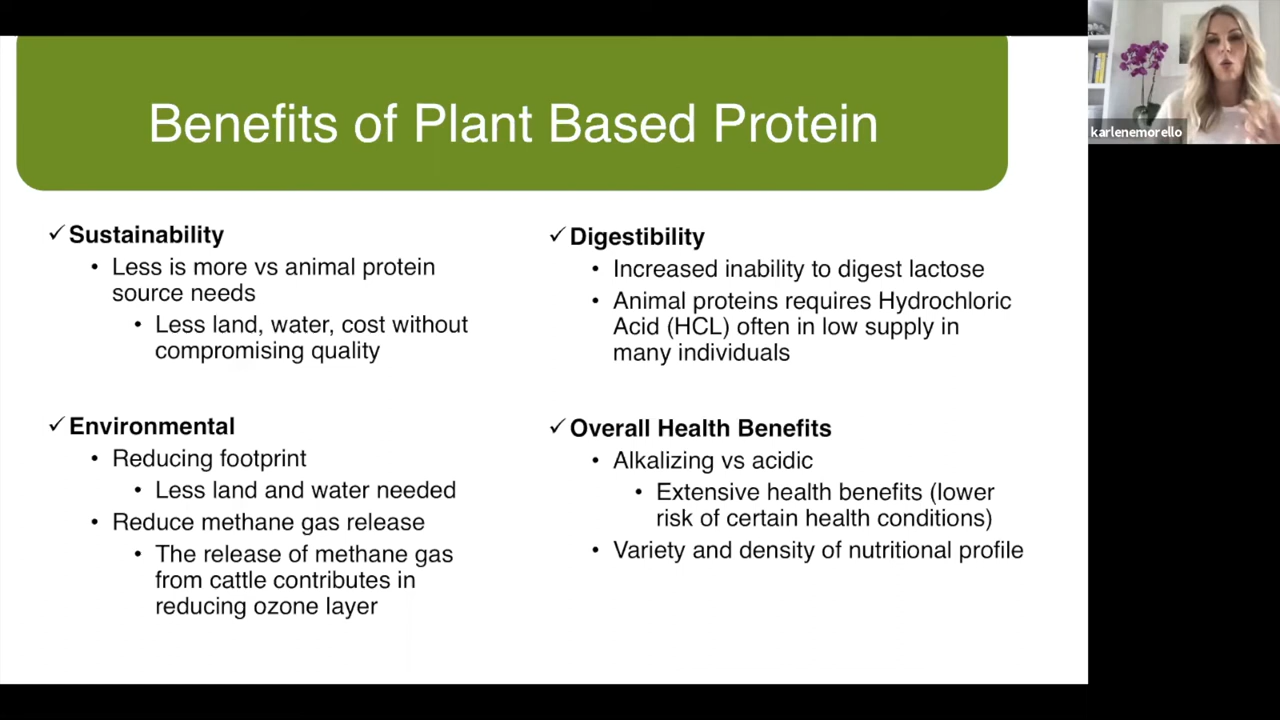 Benefits of Plant Based Protein
✓ Sustainability
• Less is more vs animal protein
source needs
• Less land, water, cost without
compromising quality
✓ Environmental
• Reducing footprint
• Less land and water needed
• Reduce methane gas release
• The release of methane gas
from cattle contributes in
reducing ozone layer
✓ Digestibility
• Increased inability to digest lactose
• Animal proteins requires Hydrochloric
Acid (HCL) often in low supply in
many individuals
✓ Overall Health Benefits
• Alkalizing vs acidic
• Extensive health benefits (lower
risk of certain health conditions)
• Variety and density of nutritional profile
karlenemorello